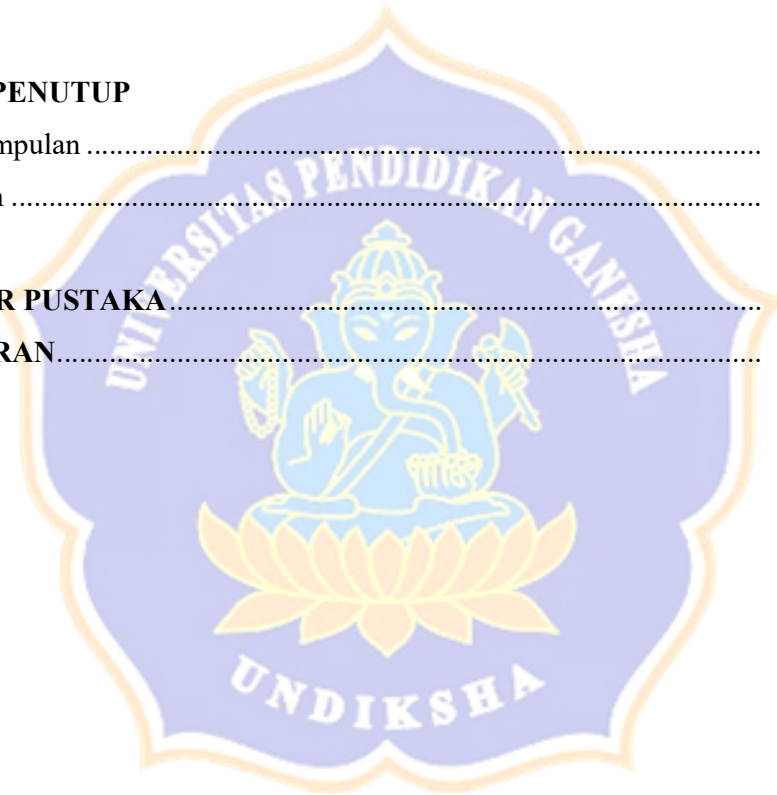 PENUTUP
mpulan ........................................................................................
n ..................................................................................................
R PUSTAKA .............................................................................
RAN............................................................................................
UNIVERSITAS PENDIDIKAN GANESHA
UNDIKSHA